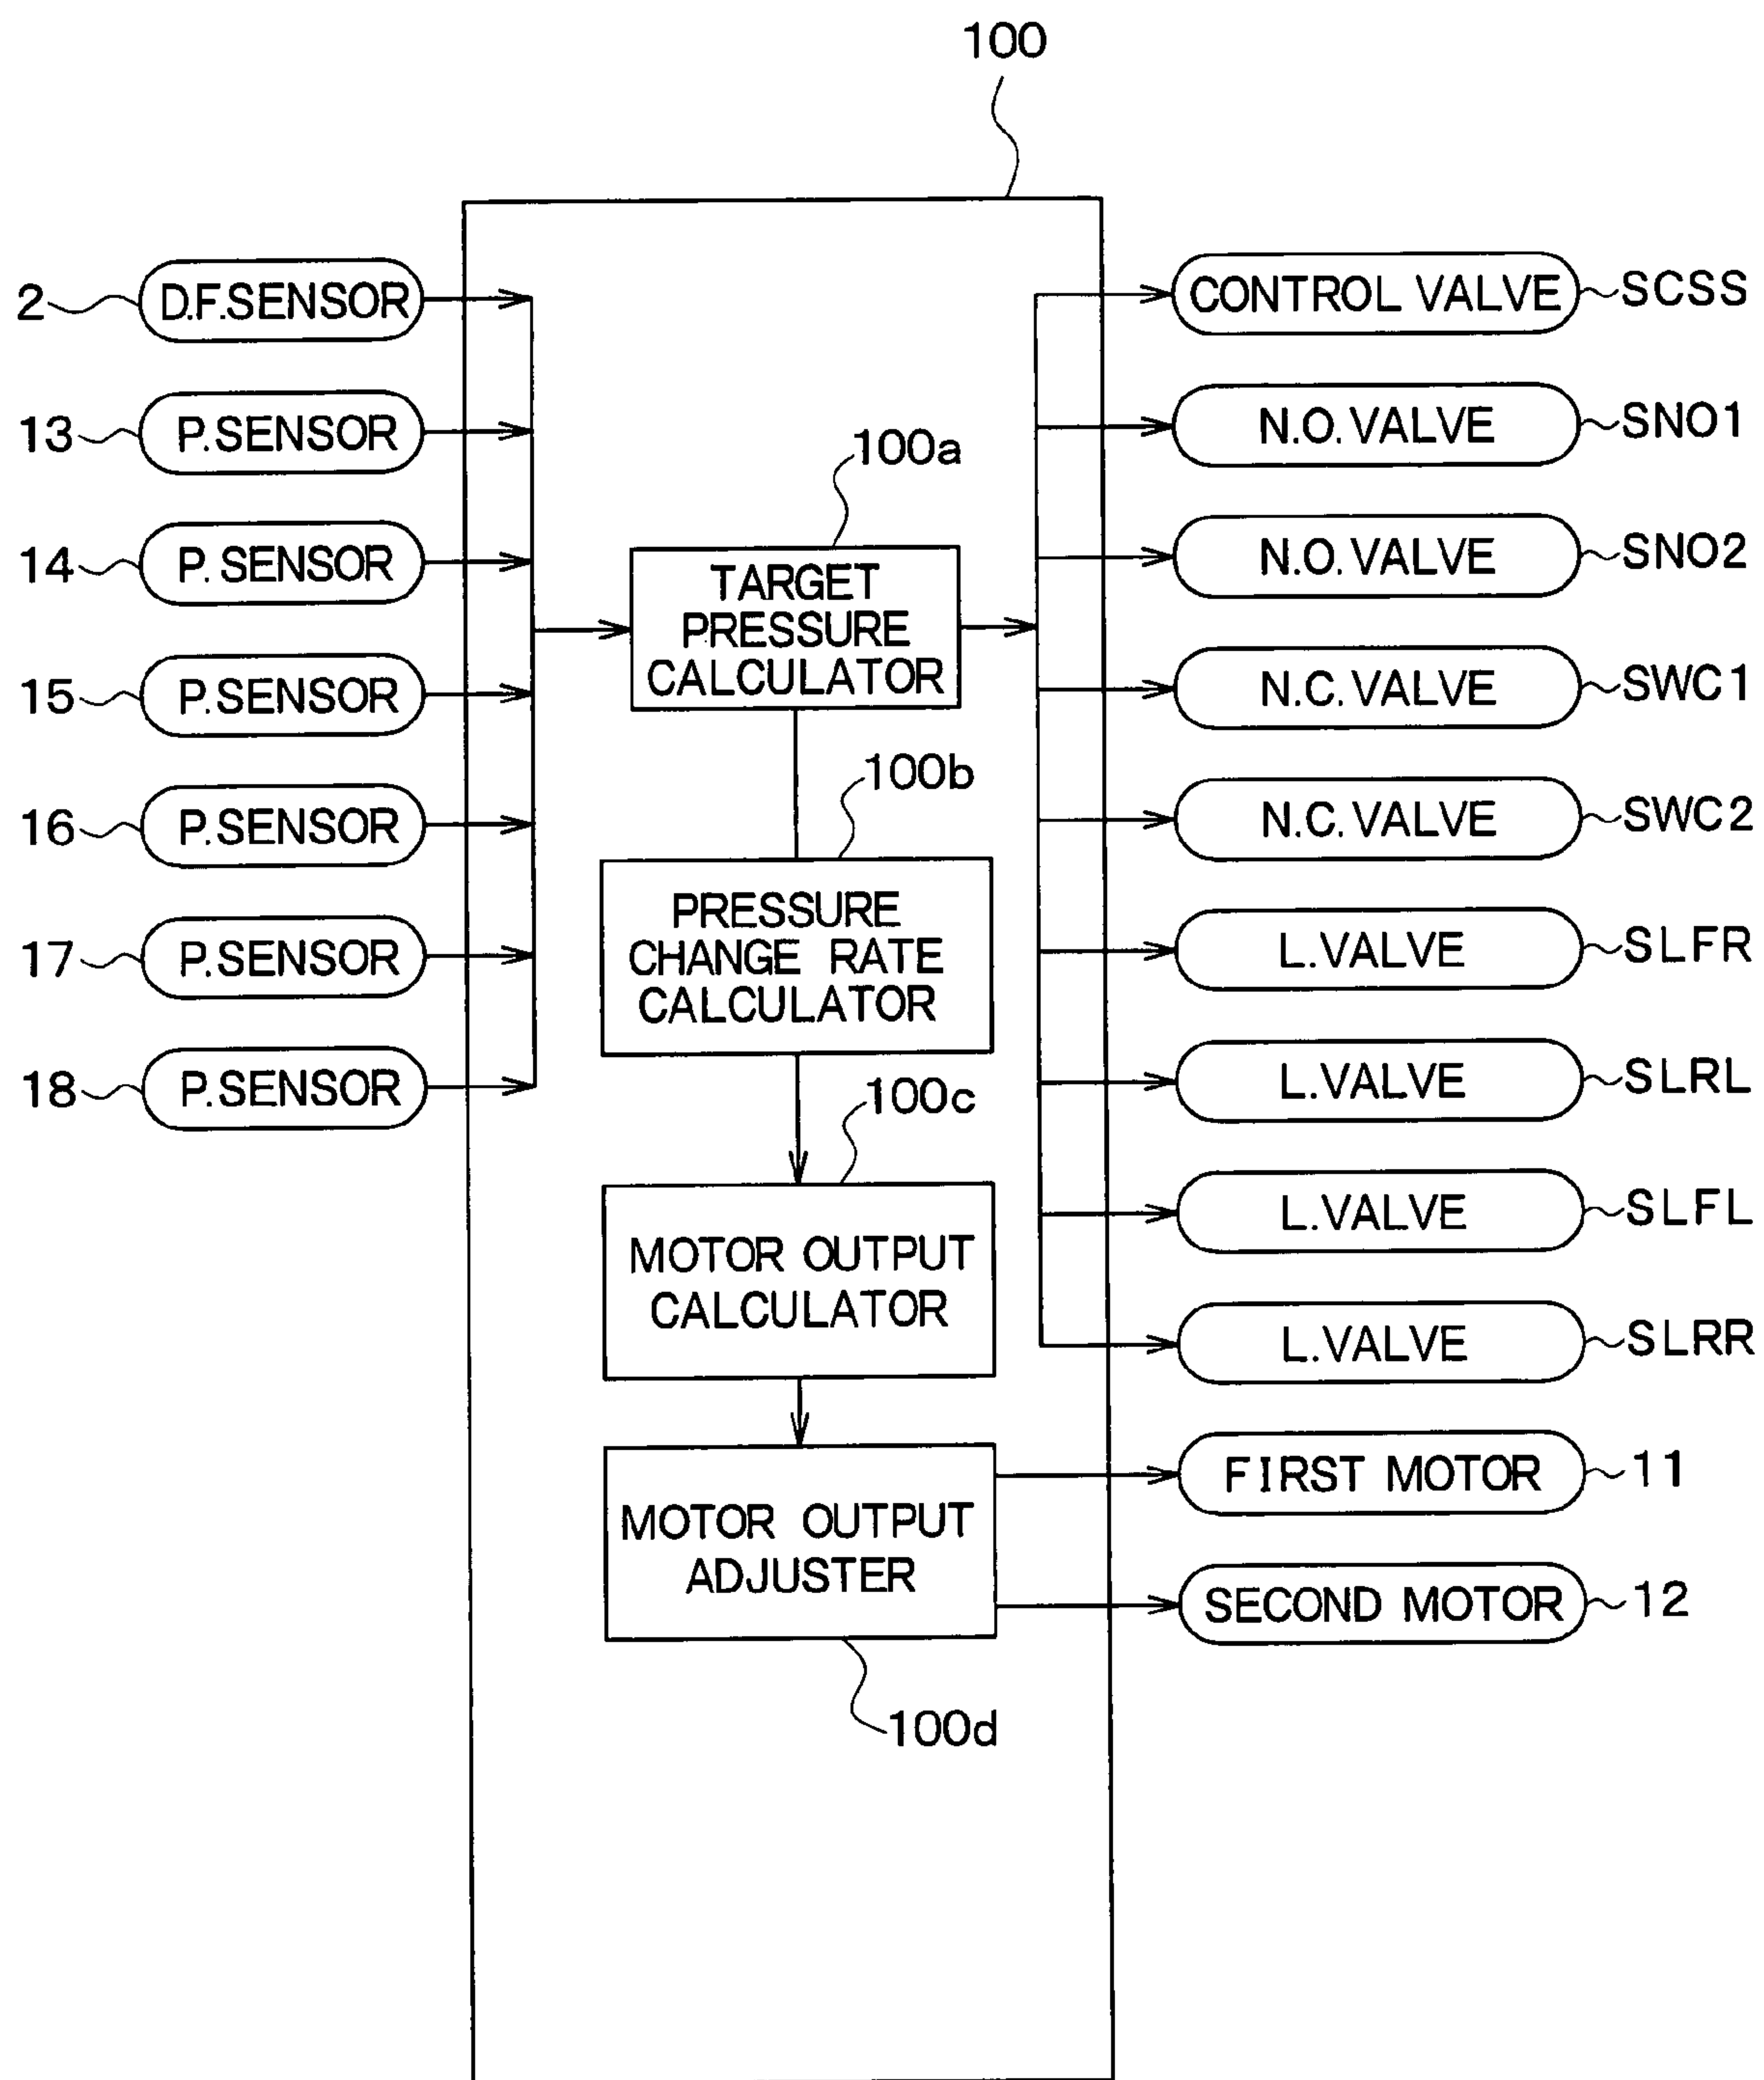 100
2 D.F.SENSOR
13 P.SENSOR
14 P.SENSOR
15 P.SENSOR
16 P.SENSOR
17 P.SENSOR
18 P.SENSOR
100a
TARGET
PRESSURE
CALCULATOR
100b
PRESSURE
CHANGE RATE
CALCULATOR
100c
MOTOR OUTPUT
CALCULATOR
MOTOR OUTPUT
ADJUSTER
100d
CONTROL VALVE SCSS
N.O.VALVE SNO1
N.O.VALVE SNO2
N.C.VALVE SWC1
N.C.VALVE SWC2
L.VALVE SLFR
L.VALVE SLRL
L.VALVE SLFL
L.VALVE SLRR
FIRST MOTOR 11
SECOND MOTOR 12